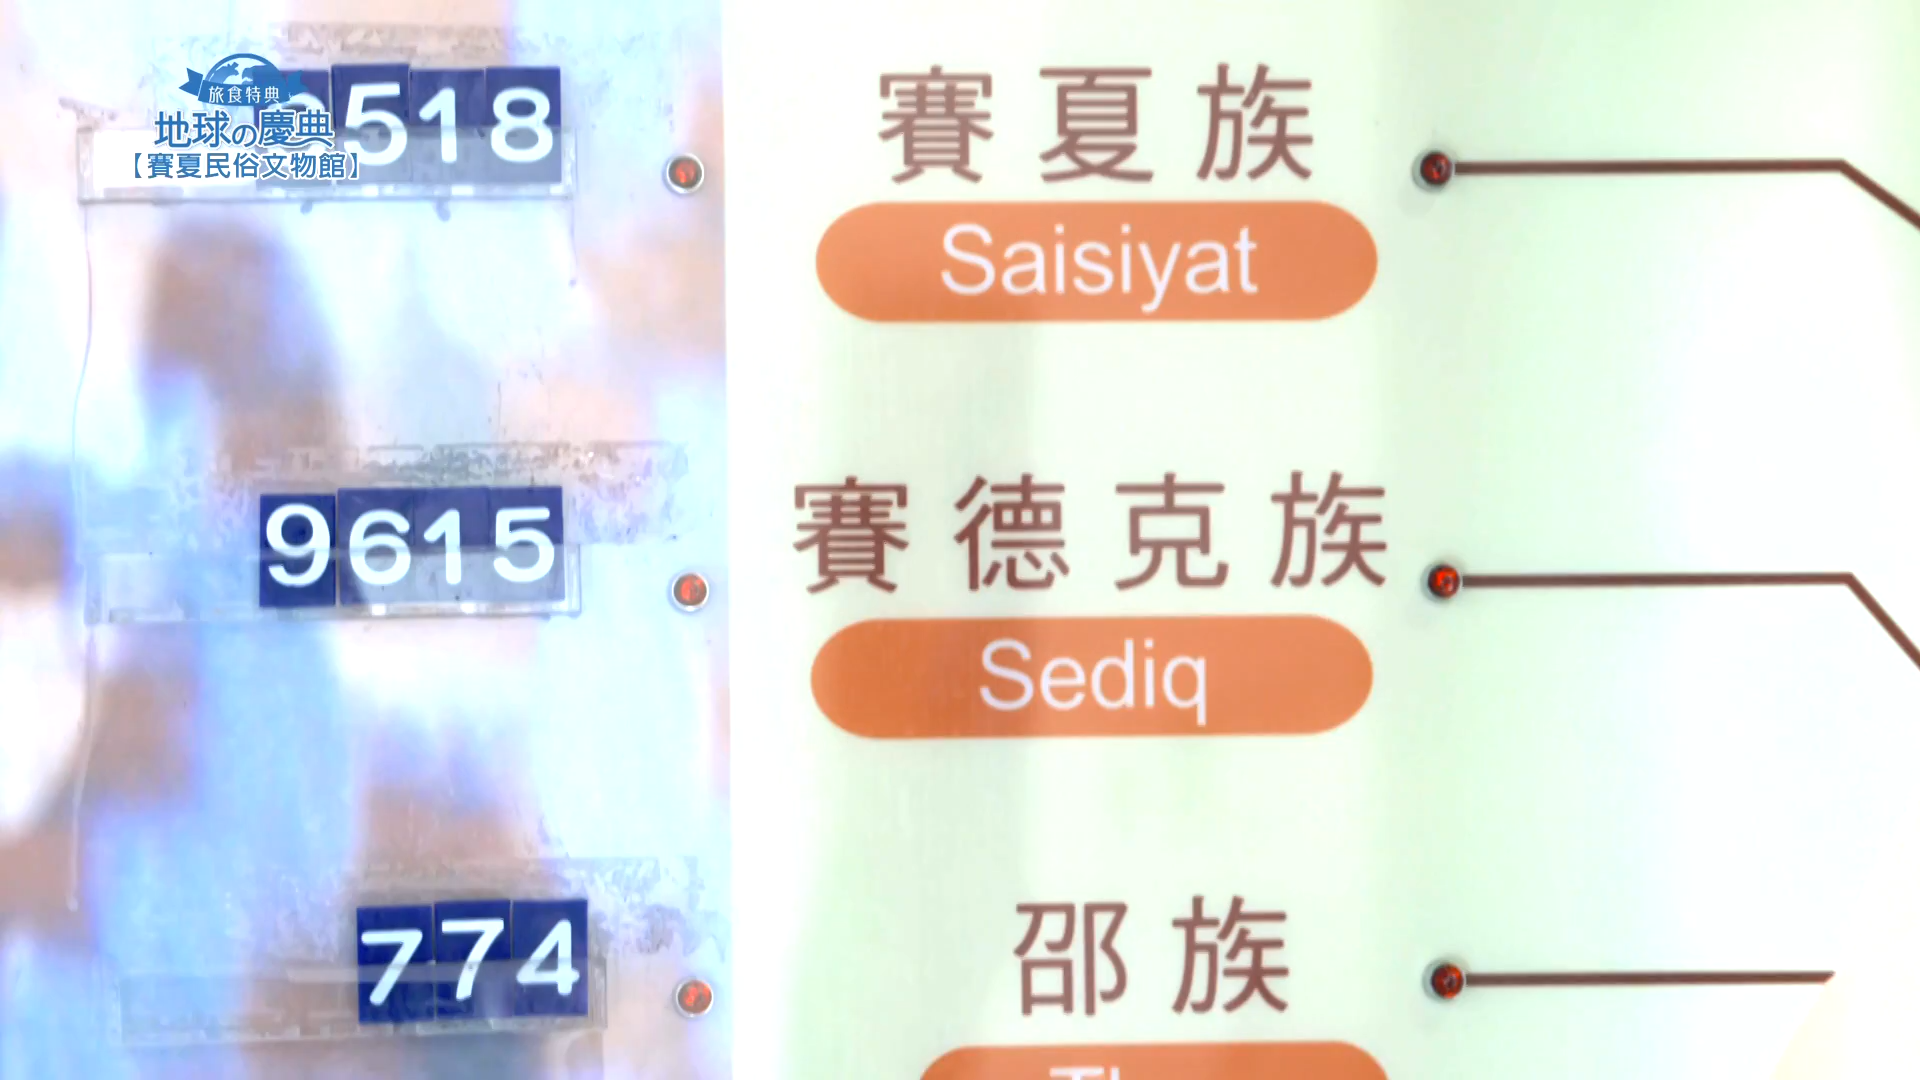 旅食特典
地球の慶典
【賽夏民俗文物館】
518
賽夏族
Saisiyat
9615
賽德克族
Sediq
774
邵族